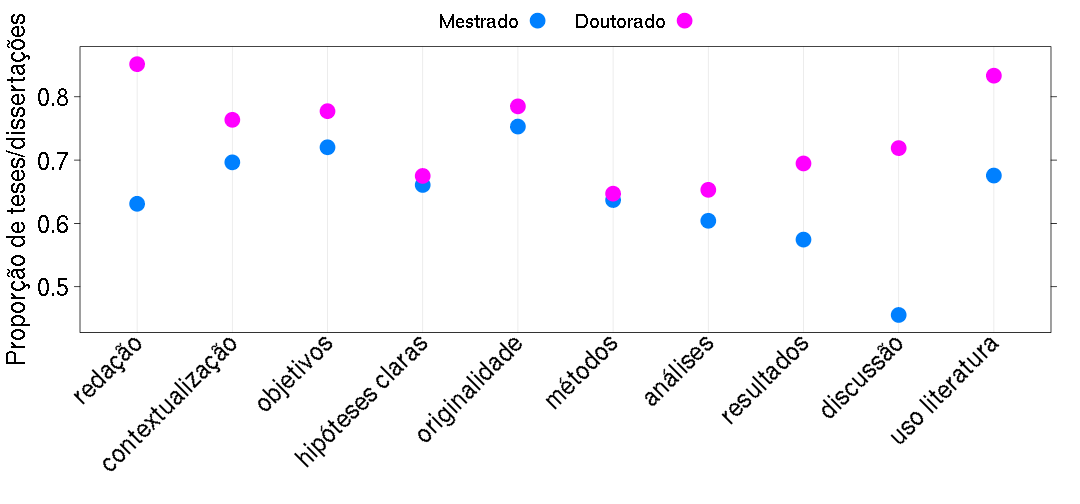 Mestrado Doutorado
Proporção de teses/dissertações
0.8
0.7
0.6
0.5
redação
contextualização
objetivos
hipóteses claras
originalidade
métodos
análises
resultados
discussão
uso literatura